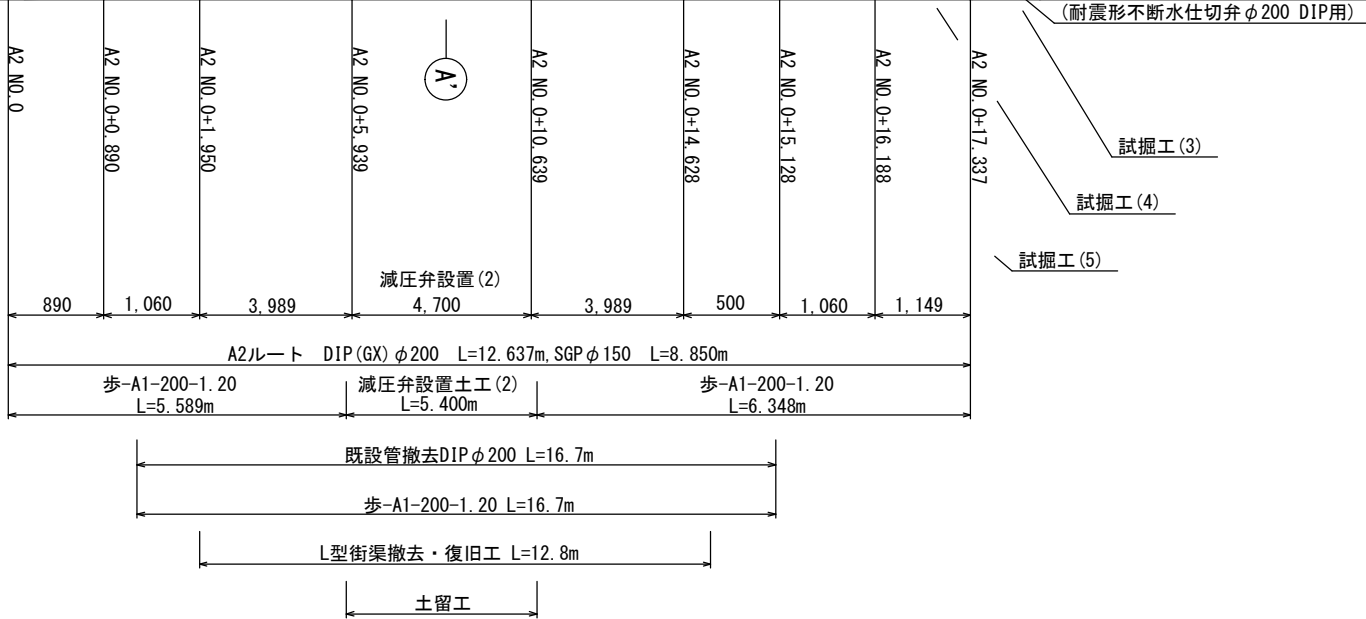 (耐震形不断水仕切弁φ200 DIP用)
A2 NO.0
A2 NO.0+0.890
A2 NO.0+1.950
A2 NO.0+5.939
A'
A2 NO.0+10.639
A2 NO.0+14.628
A2 NO.0+15.128
A2 NO.0+16.188
A2 NO.0+17.337
試掘工(3)
試掘工(4)
試掘工(5)
減圧弁設置(2)
890
1,060
3,989
4,700
3,989
500
1,060
1,149
A2ルート DIP(GX)φ200 L=12.637m,SGPφ150 L=8.850m
歩-A1-200-1.20
L=5.589m
減圧弁設置土工(2)
L=5.400m
歩-A1-200-1.20
L=6.348m
既設管撤去DIPφ200 L=16.7m
歩-A1-200-1.20 L=16.7m
L型街渠撤去・復旧工 L=12.8m
土留工